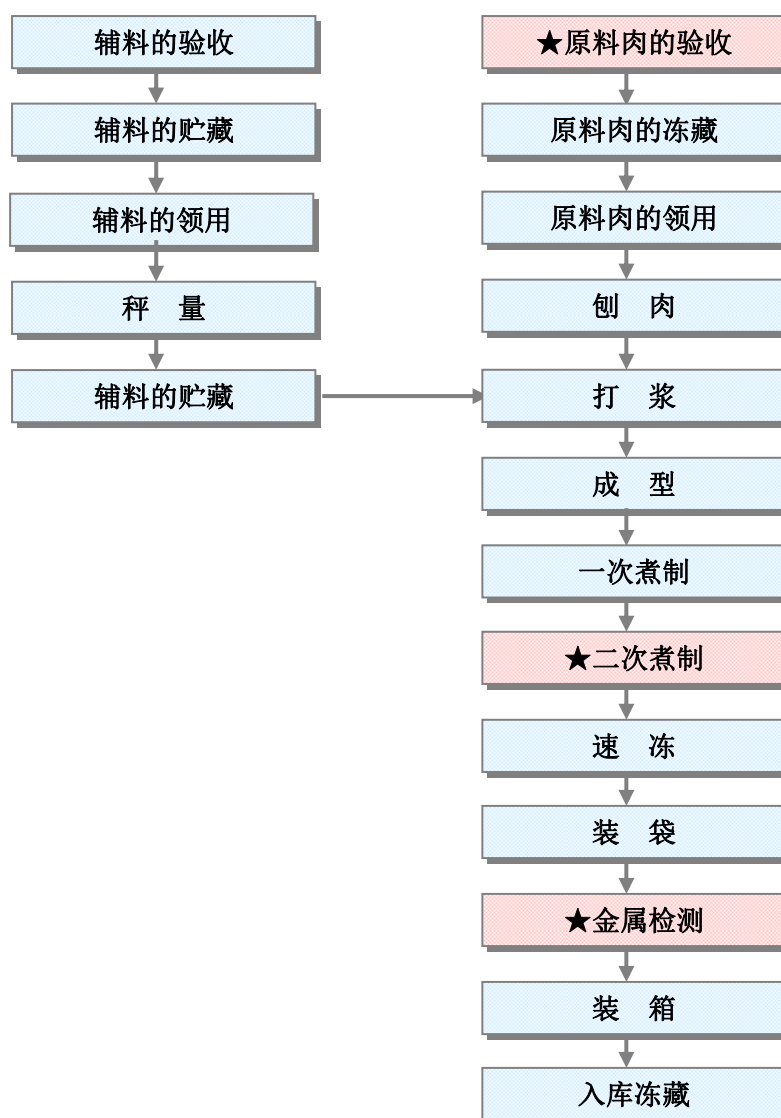 辅料的验收
辅料的贮藏
辅料的领用
秤　量
辅料的贮藏
★原料肉的验收
原料肉的冻藏
原料肉的领用
刨　肉
打　浆
成　型
一次煮制
★二次煮制
速　冻
装　袋
★金属检测
装　箱
入库冻藏